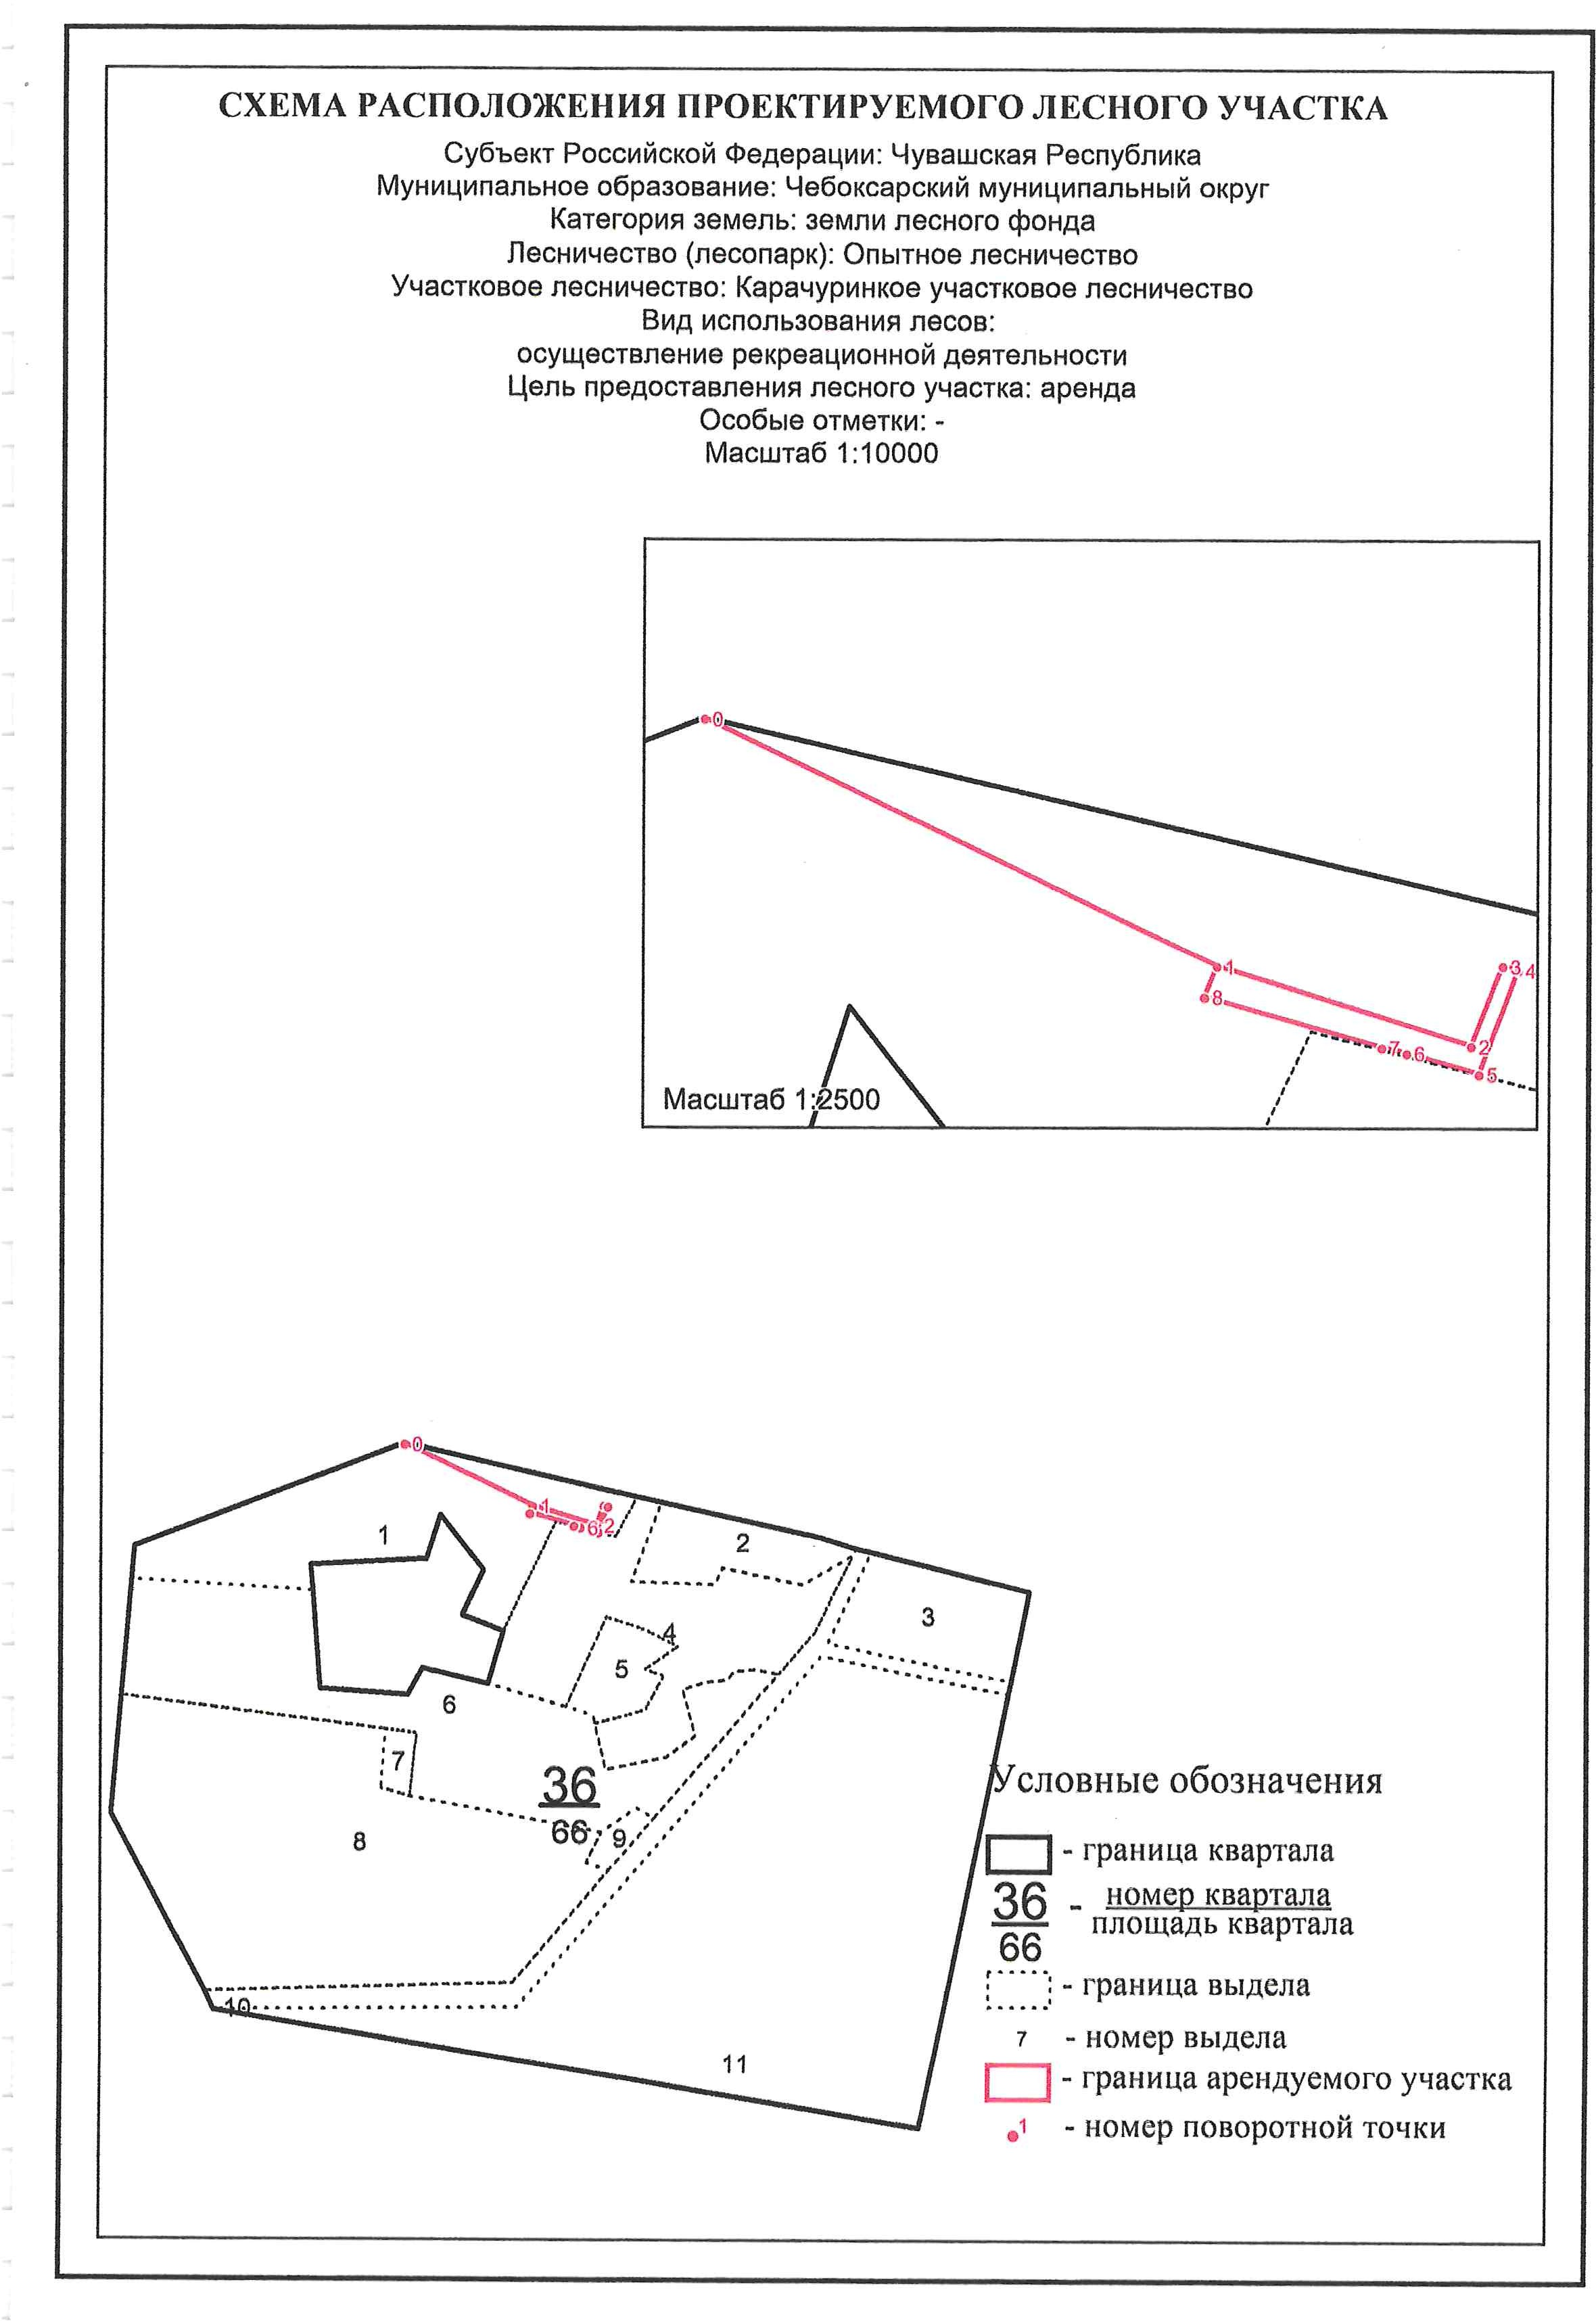 СХЕМА РАСПОЛОЖЕНИЯ ПРОЕКТИРУЕМОГО ЛЕСНОГО УЧАСТКА
Субъект Российской Федерации: Чувашская Республика
Муниципальное образование: Чебоксарский муниципальный округ
Категория земель: земли лесного фонда
Лесничество (лесопарк): Опытное лесничество
Участковое лесничество: Карачуринкое участковое лесничество
Вид использования лесов:
осуществление рекреационной деятельности
Цель предоставления лесного участка: аренда
Особые отметки: -
Масштаб 1:10000
0
1
3
4
8
2
7
6
5
Масштаб 1:2500
0
1
6
2
1
2
3
4
5
6
7
36
66
9
8
10
11
Условные обозначения
- граница квартала
36
66
- номер квартала
площадь квартала
- граница выдела
7 - номер выдела
- граница арендуемого участка
1 - номер поворотной точки